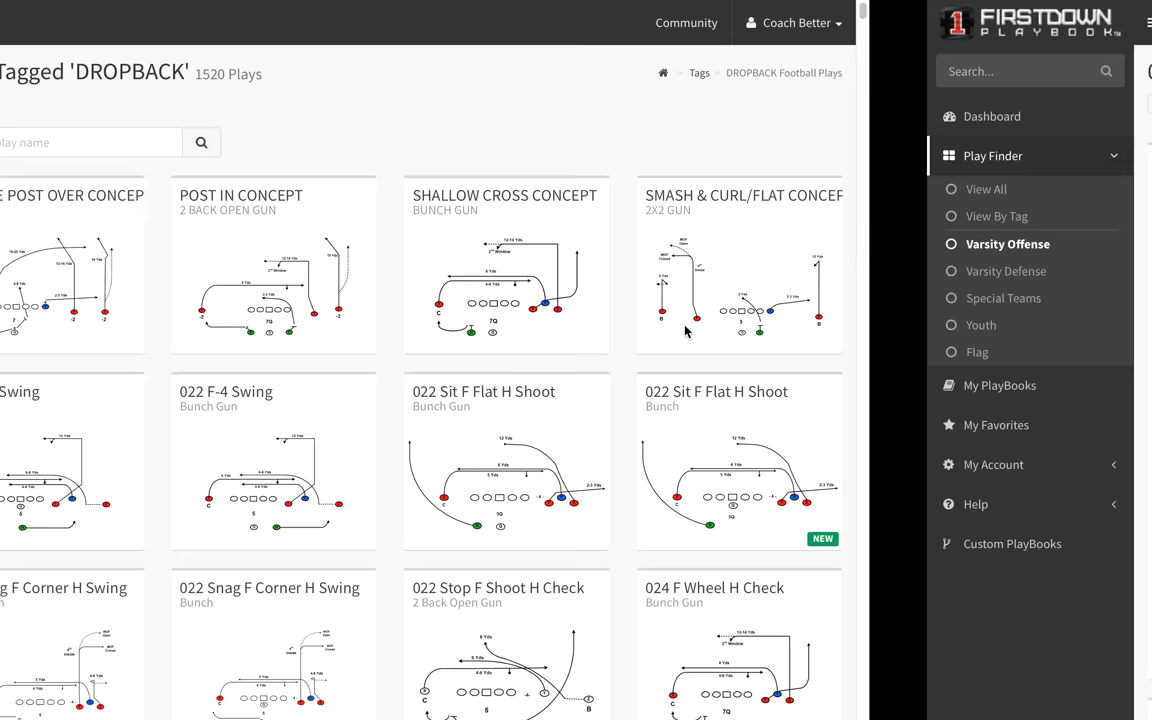 Community
Coach Better
Tagged 'DROPBACK' 1520 Plays
Tags > DROPBACK Football Plays
play name
E POST OVER CONCEP
POST IN CONCEPT
2 BACK OPEN GUN
SHALLOW CROSS CONCEPT
BUNCH GUN
SMASH & CURL/FLAT CONCEP
2X2 GUN
Swing
022 F-4 Swing
Bunch Gun
022 Sit F Flat H Shoot
Bunch Gun
022 Sit F Flat H Shoot
Bunch
NEW
g F Corner H Swing
022 Snag F Corner H Swing
Bunch
022 Stop F Shoot H Check
2 Back Open Gun
024 F Wheel H Check
Bunch Gun
1 FIRSTDOWN
PLAYBOOK™
Search...
Dashboard
Play Finder
View All
View By Tag
Varsity Offense
Varsity Defense
Special Teams
Youth
Flag
My PlayBooks
My Favorites
My Account
Help
Custom PlayBooks